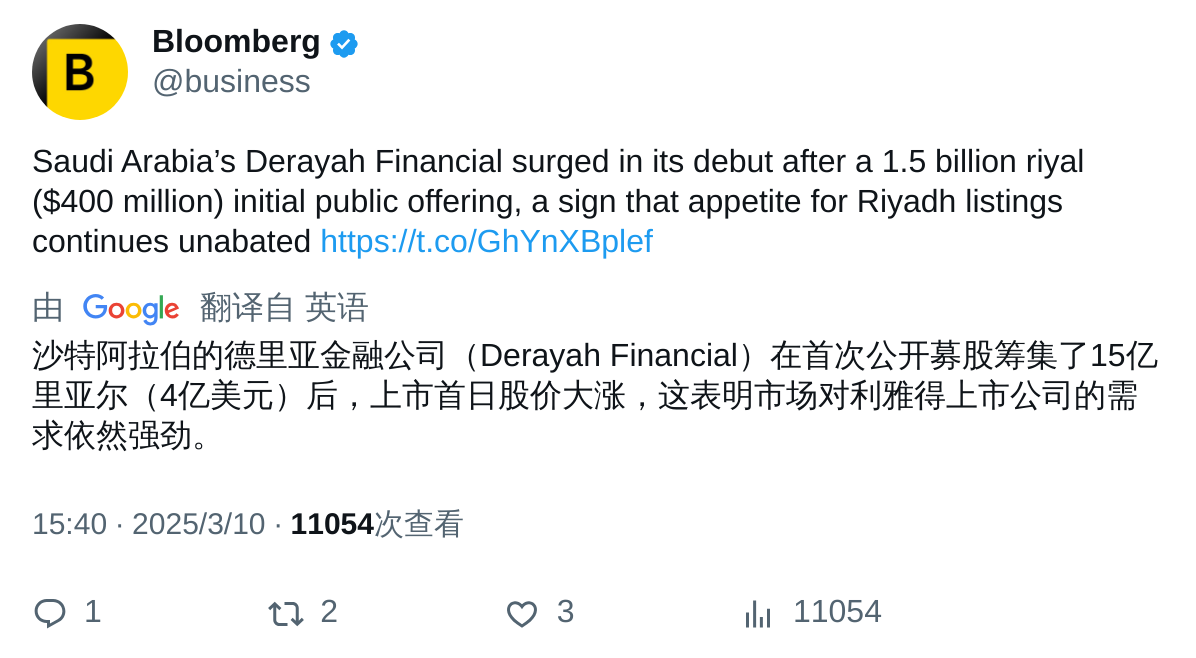 B
Bloomberg
@business
Saudi Arabia’s Derayah Financial surged in its debut after a 1.5 billion riyal
($400 million) initial public offering, a sign that appetite for Riyadh listings
continues unabated https://t.co/GhYnXBplef
由 Google 翻译自 英语
沙特阿拉伯的德里亚金融公司（Derayah Financial）在首次公开募股筹集了15亿
里亚尔（4亿美元）后，上市首日股价大涨，这表明市场对利雅得上市公司的需
求依然强劲。
15:40 · 2025/3/10 · 11054次查看
1 2 3 11054